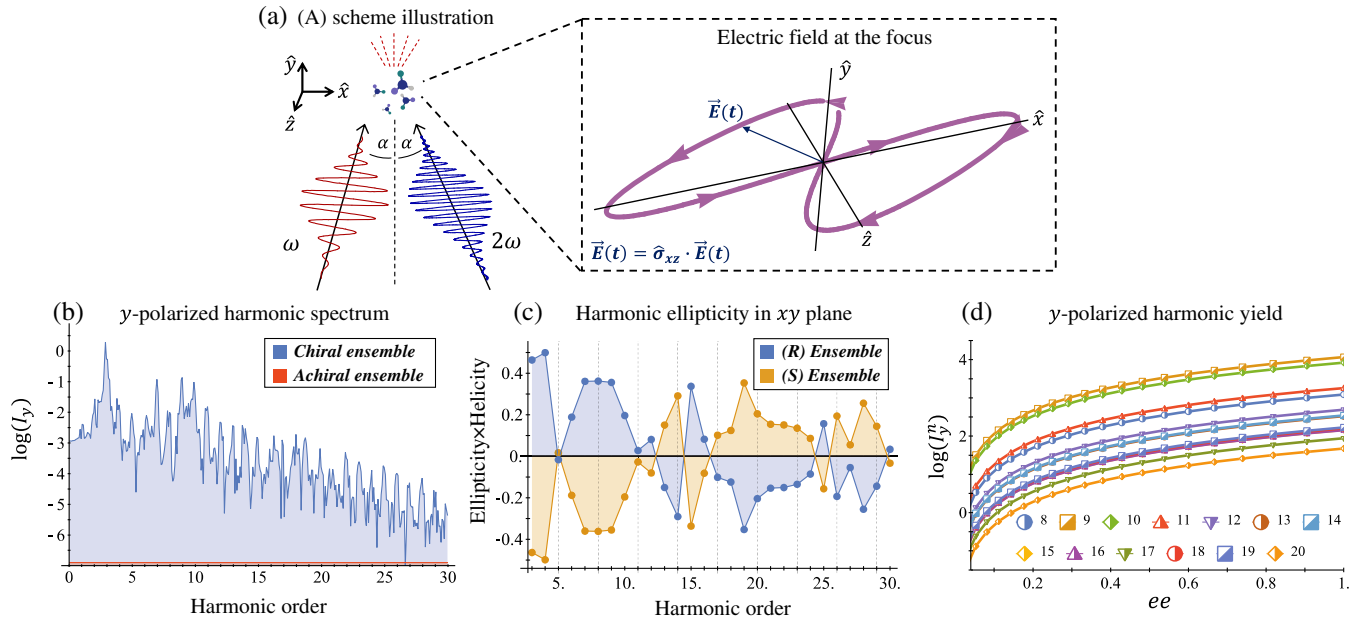 (a) (A) scheme illustration
ŷ
x̂
ẑ
α α
ω
2ω
Electric field at the focus
ŷ
E⃗(t)
x̂
ẑ
E⃗(t) = σ̂xz · E⃗(t)
(b) y-polarized harmonic spectrum
Chiral ensemble
Achiral ensemble
log(Iy)
0
- 1
- 2
-3
-4
-5
- 6
0 5 10 15 20 25 30
Harmonic order
(c) Harmonic ellipticity in xy plane
(R) Ensemble
(S) Ensemble
Ellipticity×Helicity
0.4
0.2
0
0.2
0.4
5. 10. 15. 20. 25. 30.
Harmonic order
(d) y-polarized harmonic yield
log(Iyⁿ)
4
2
0
8 9 10 11 12 13 14
15 16 17 18 19 20
0.2 0.4 0.6 0.8 1.
ee